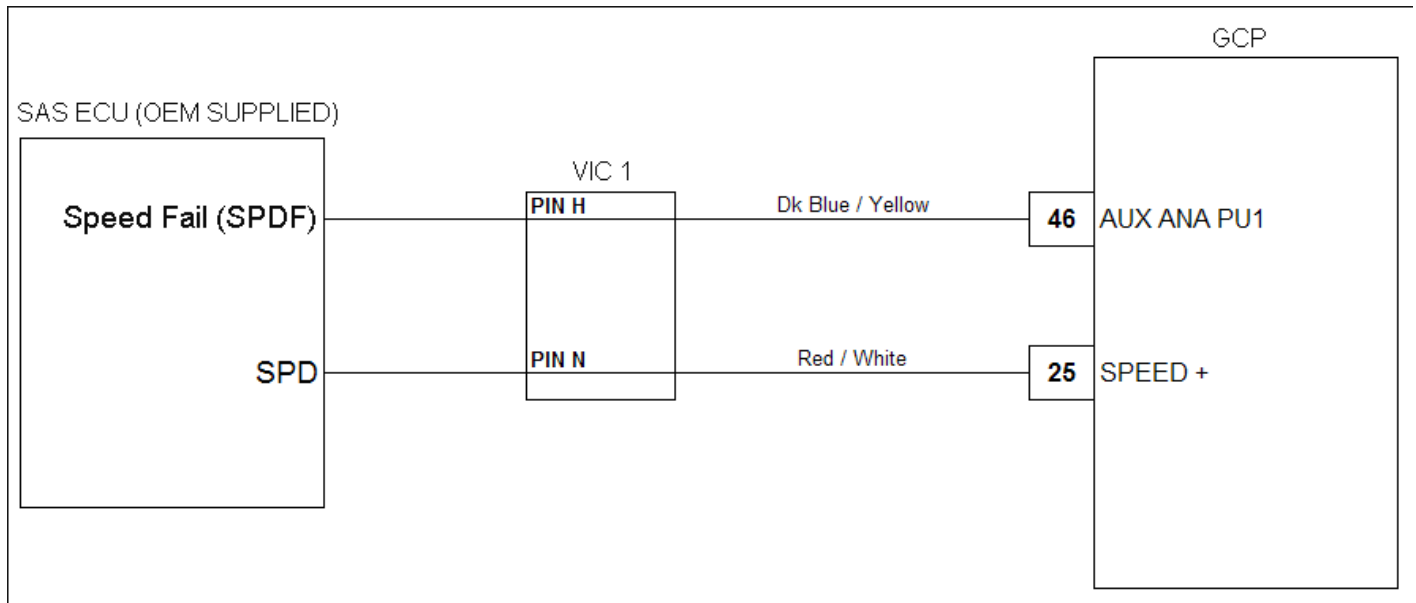 GCP
SAS ECU (OEM SUPPLIED)
VIC 1
Speed Fail (SPDF)
PIN H
Dk Blue / Yellow
46
AUX ANA PU1
SPD
PIN N
Red / White
25
SPEED +